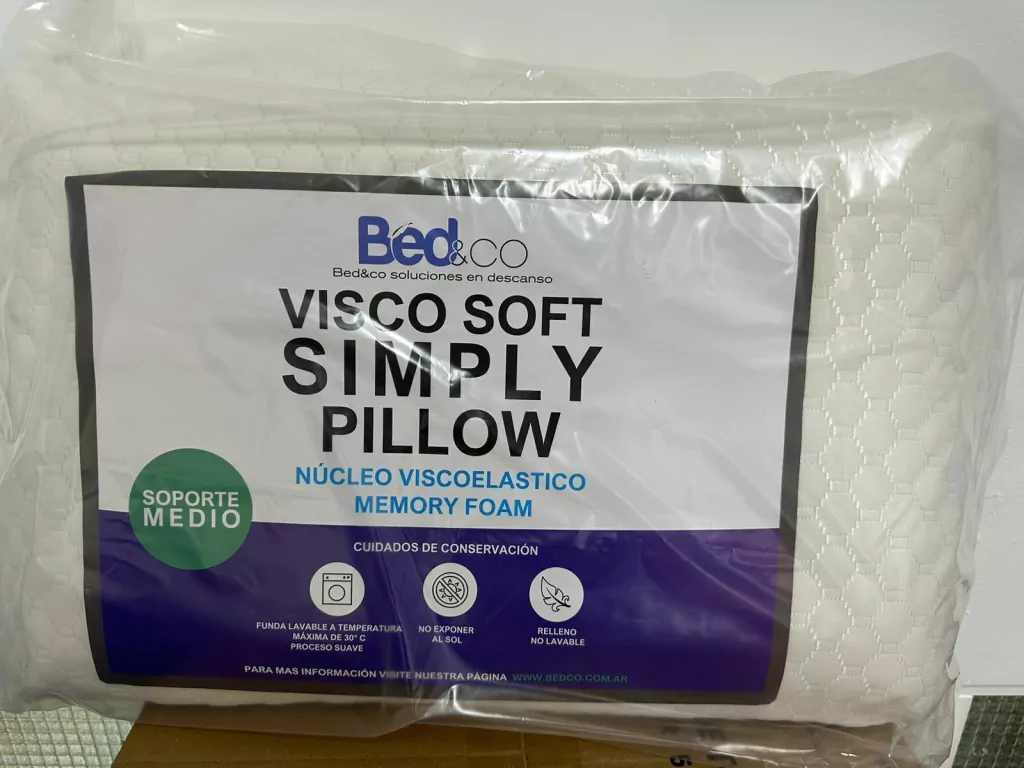 Bed&CO
Bed&co soluciones en descanso
VISCO SOFT
SIMPLY
PILLOW
NÚCLEO VISCOELASTICO
MEMORY FOAM
SOPORTE
MEDIO
CUIDADOS DE CONSERVACIÓN
FUNDA LAVABLE A TEMPERATURA
MÁXIMA DE 30° C
PROCESO SUAVE
NO EXPONER
AL SOL
RELLENO
NO LAVABLE
PARA MAS INFORMACIÓN VISITE NUESTRA PÁGINA WWW.BEDCO.COM.AR